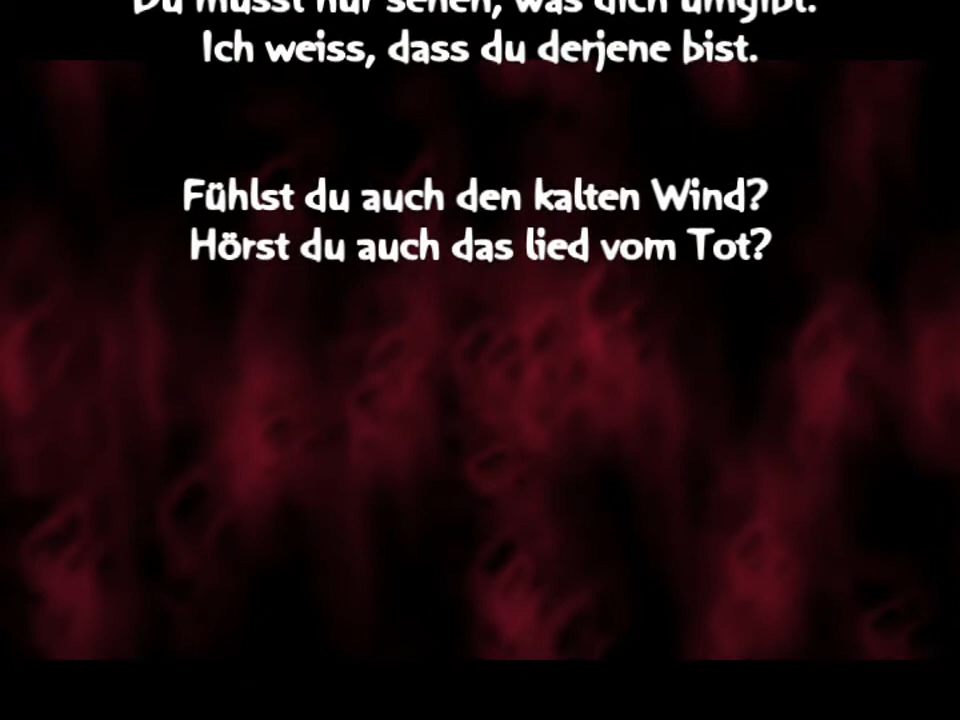 Du musst nur sehen, was dich umgibt.
Ich weiss, dass du derjene bist.
Fühlst du auch den kalten Wind?
Hörst du auch das lied vom Tot?